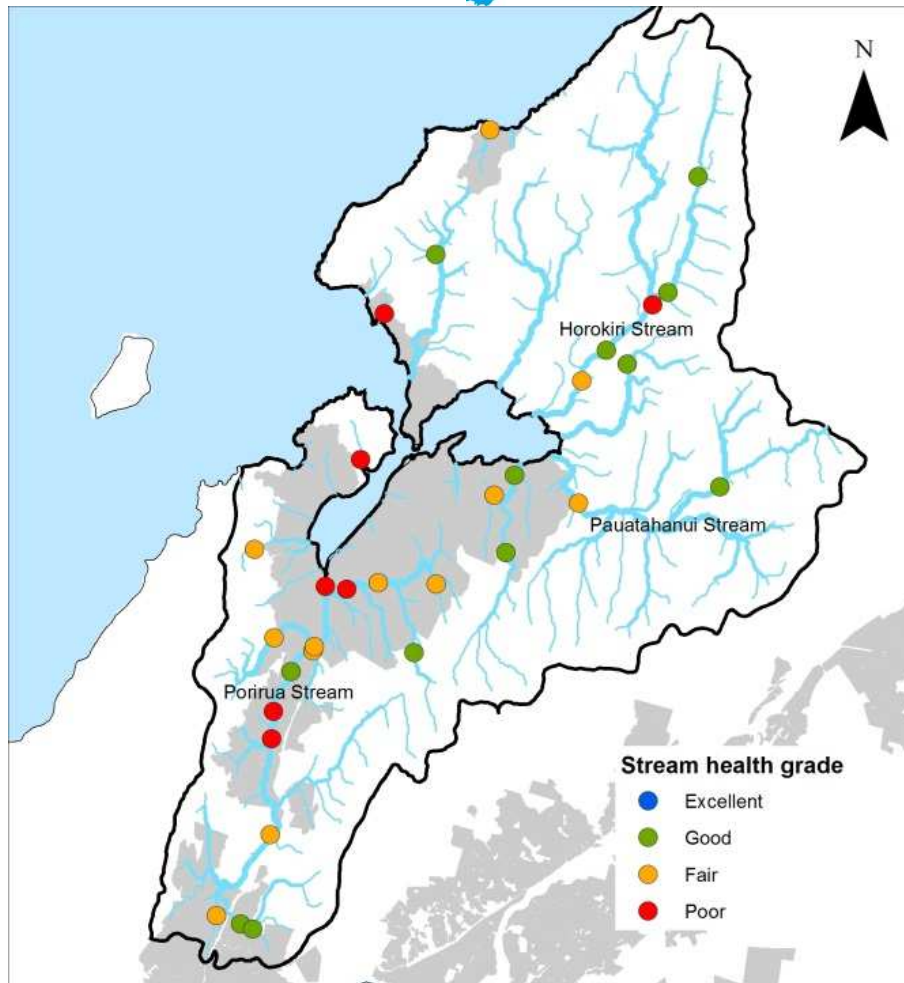 N
Horokiri Stream
Pauatahanui Stream
Porirua Stream
Stream health grade
Excellent
Good
Fair
Poor